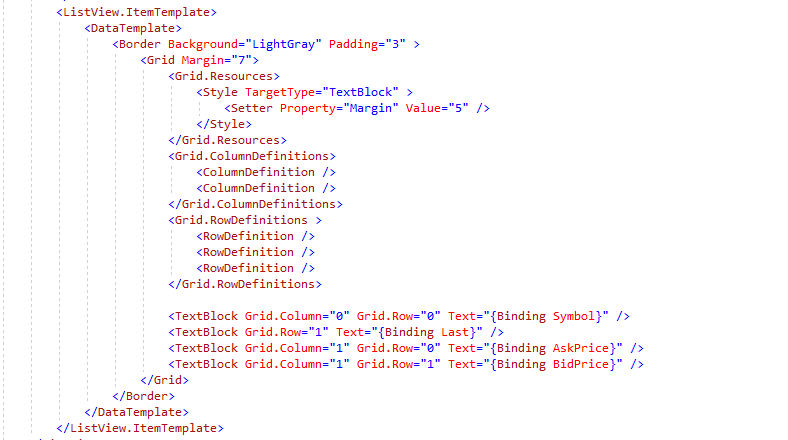 <ListView.ItemTemplate>
<DataTemplate>
<Border Background="LightGray" Padding="3" >
<Grid Margin="7">
<Grid.Resources>
<Style TargetType="TextBlock" >
<Setter Property="Margin" Value="5" />
</Style>
</Grid.Resources>
<Grid.ColumnDefinitions>
<ColumnDefinition />
<ColumnDefinition />
</Grid.ColumnDefinitions>
<Grid.RowDefinitions >
<RowDefinition />
<RowDefinition />
<RowDefinition />
</Grid.RowDefinitions>
<TextBlock Grid.Column="0" Grid.Row="0" Text="{Binding Symbol}" />
<TextBlock Grid.Row="1" Text="{Binding Last}" />
<TextBlock Grid.Column="1" Grid.Row="0" Text="{Binding AskPrice}" />
<TextBlock Grid.Column="1" Grid.Row="1" Text="{Binding BidPrice}" />
</Grid>
</Border>
</DataTemplate>
</ListView.ItemTemplate>